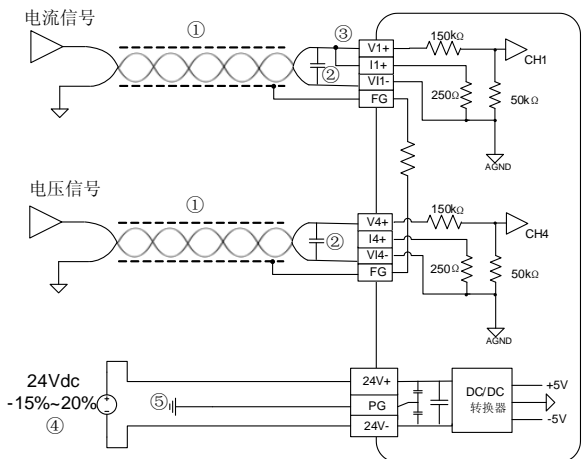 电流信号
①
③
②
V1+
I1+
VI1-
FG
150kΩ
CH1
250Ω
50kΩ
AGND
电压信号
①
②
V4+
I4+
VI4-
FG
150kΩ
CH4
250Ω
50kΩ
AGND
24Vdc
-15%~20%
④
⑤
24V+
PG
24V-
DC/DC
转换器
+5V
-5V